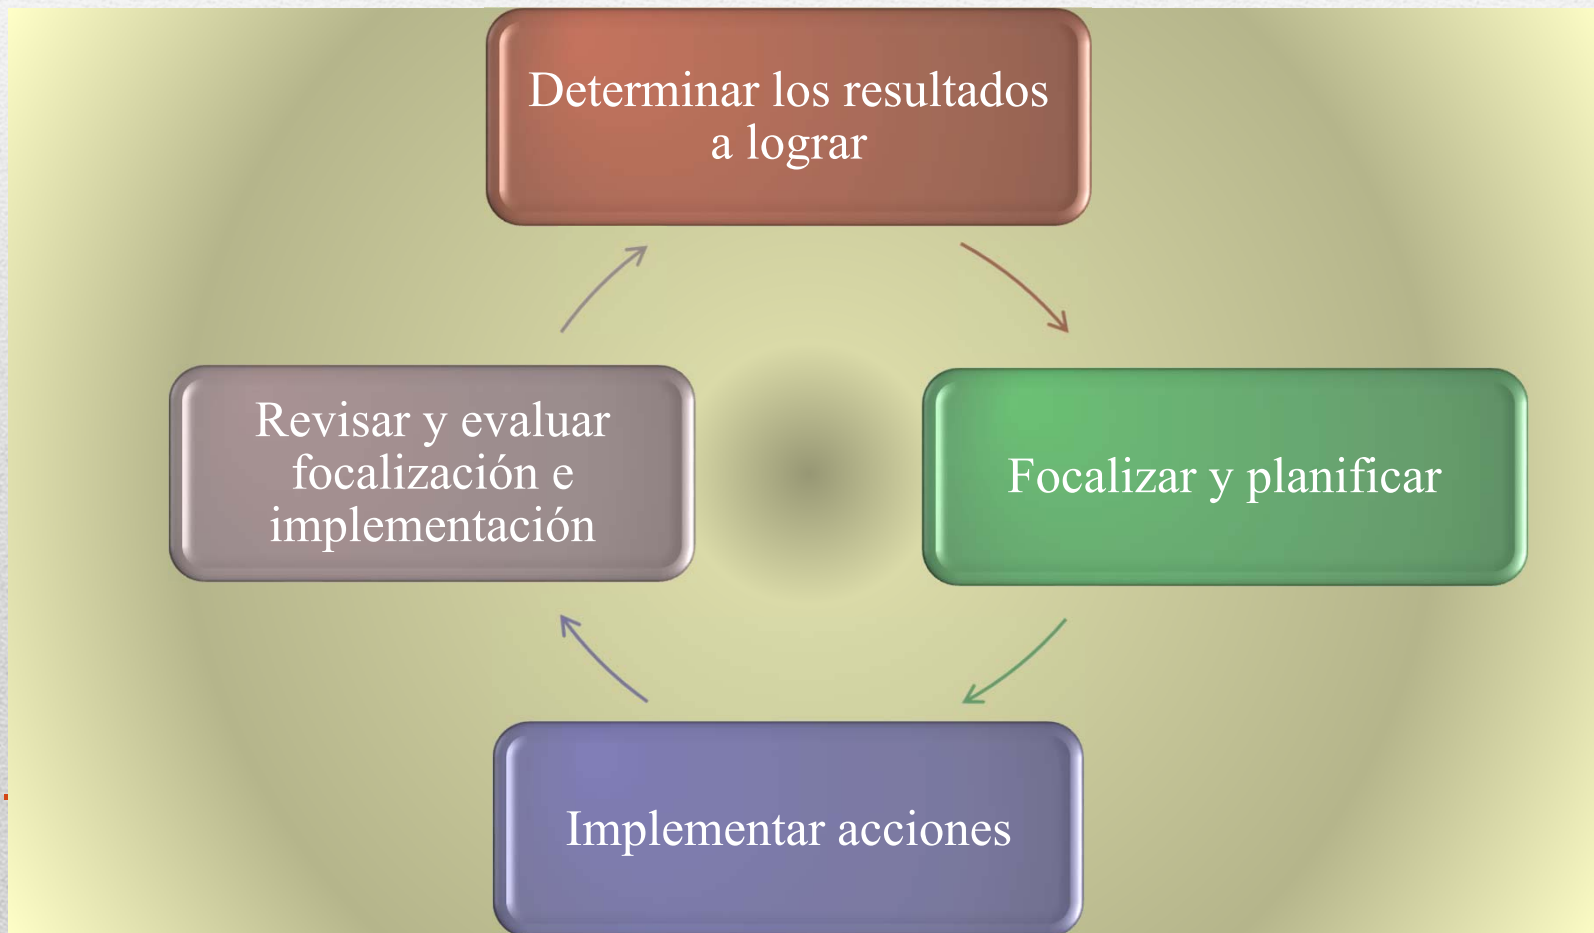 Determinar los resultados
a lograr
Focalizar y planificar
Implementar acciones
Revisar y evaluar
focalización e
implementación